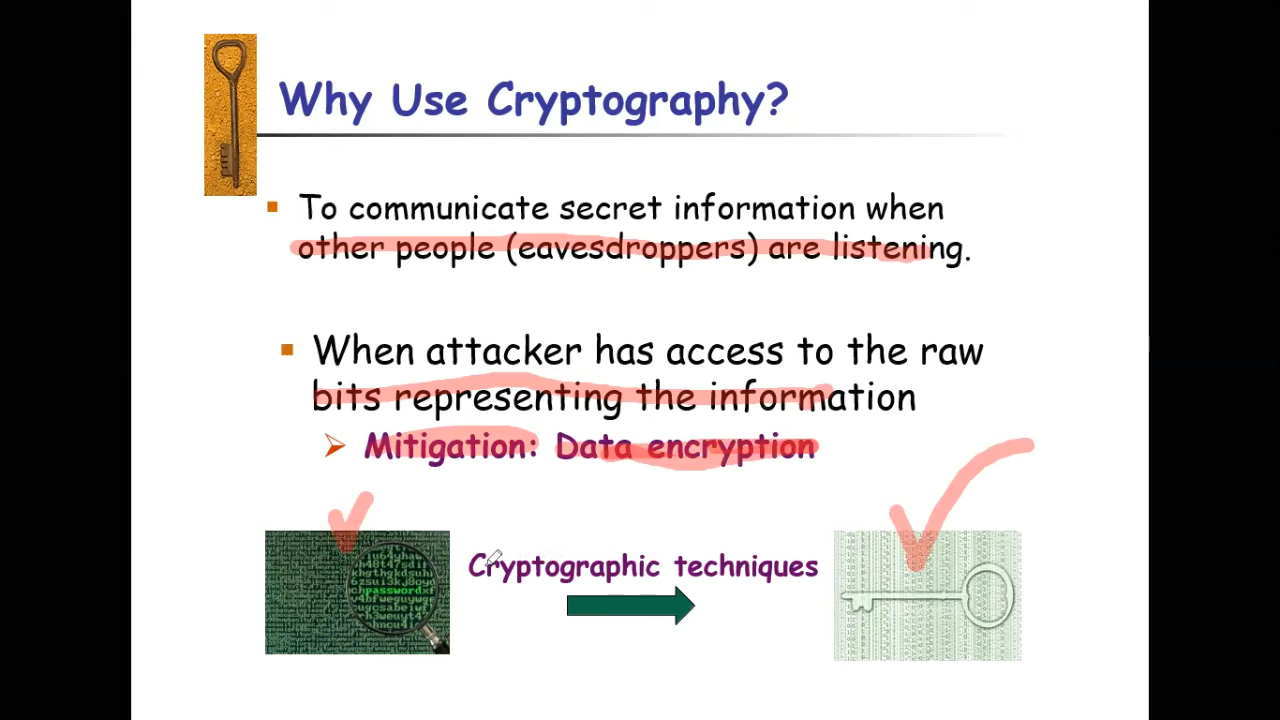 Why Use Cryptography?
To communicate secret information when
other people (eavesdroppers) are listening.
When attacker has access to the raw
bits representing the information
Mitigation: Data encryption
Cryptographic techniques
passwordx